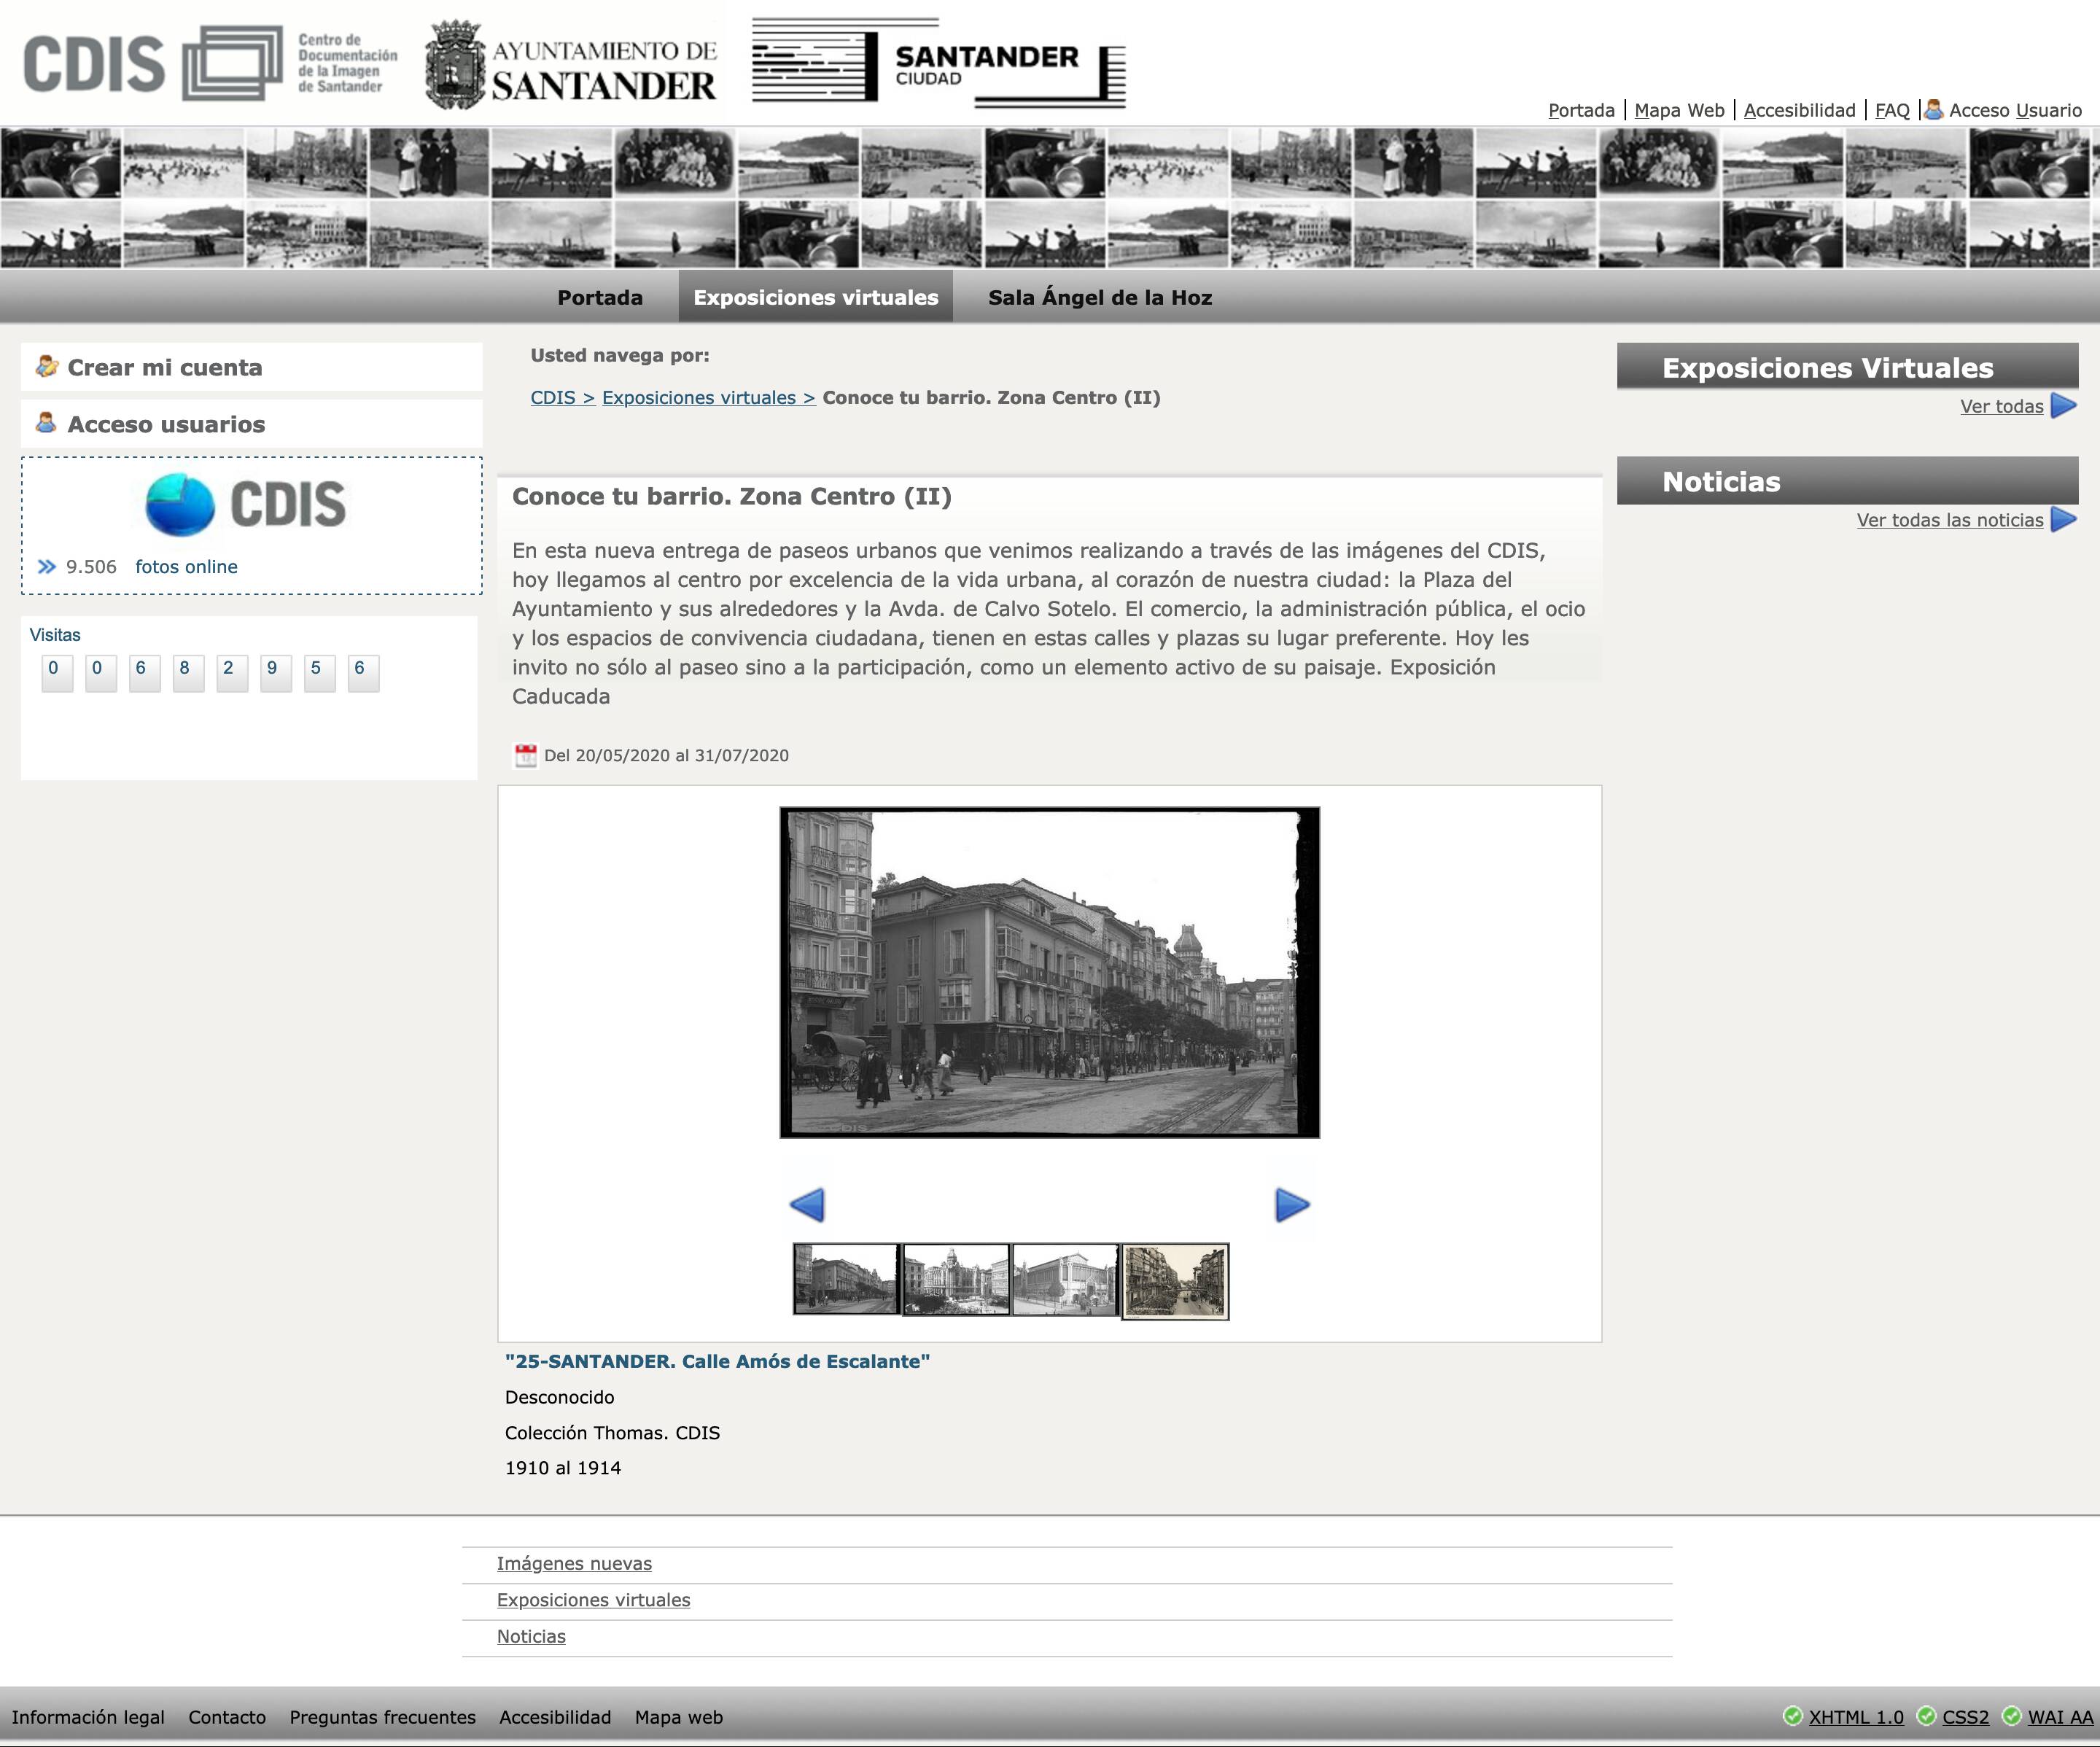 CDIS
Centro de
Documentación
de la Imagen
de Santander
AYUNTAMIENTO DE
SANTANDER
SANTANDER
CIUDAD
Portada | Mapa Web | Accesibilidad | FAQ | Acceso Usuario
Portada
Exposiciones virtuales
Sala Ángel de la Hoz
Crear mi cuenta
Acceso usuarios
CDIS
9.506 fotos online
Visitas
0 0 6 8 2 9 5 6
Usted navega por:
CDIS > Exposiciones virtuales > Conoce tu barrio. Zona Centro (II)
Conoce tu barrio. Zona Centro (II)
En esta nueva entrega de paseos urbanos que venimos realizando a través de las imágenes del CDIS,
hoy llegamos al centro por excelencia de la vida urbana, al corazón de nuestra ciudad: la Plaza del
Ayuntamiento y sus alrededores y la Avda. de Calvo Sotelo. El comercio, la administración pública, el ocio
y los espacios de convivencia ciudadana, tienen en estas calles y plazas su lugar preferente. Hoy les
invito no sólo al paseo sino a la participación, como un elemento activo de su paisaje. Exposición
Caducada
Del 20/05/2020 al 31/07/2020
"25-SANTANDER. Calle Amós de Escalante"
Desconocido
Colección Thomas. CDIS
1910 al 1914
Exposiciones Virtuales
Ver todas
Noticias
Ver todas las noticias
Imágenes nuevas
Exposiciones virtuales
Noticias
Información legal
Contacto
Preguntas frecuentes
Accesibilidad
Mapa web
XHTML 1.0
CSS2
WAI AA